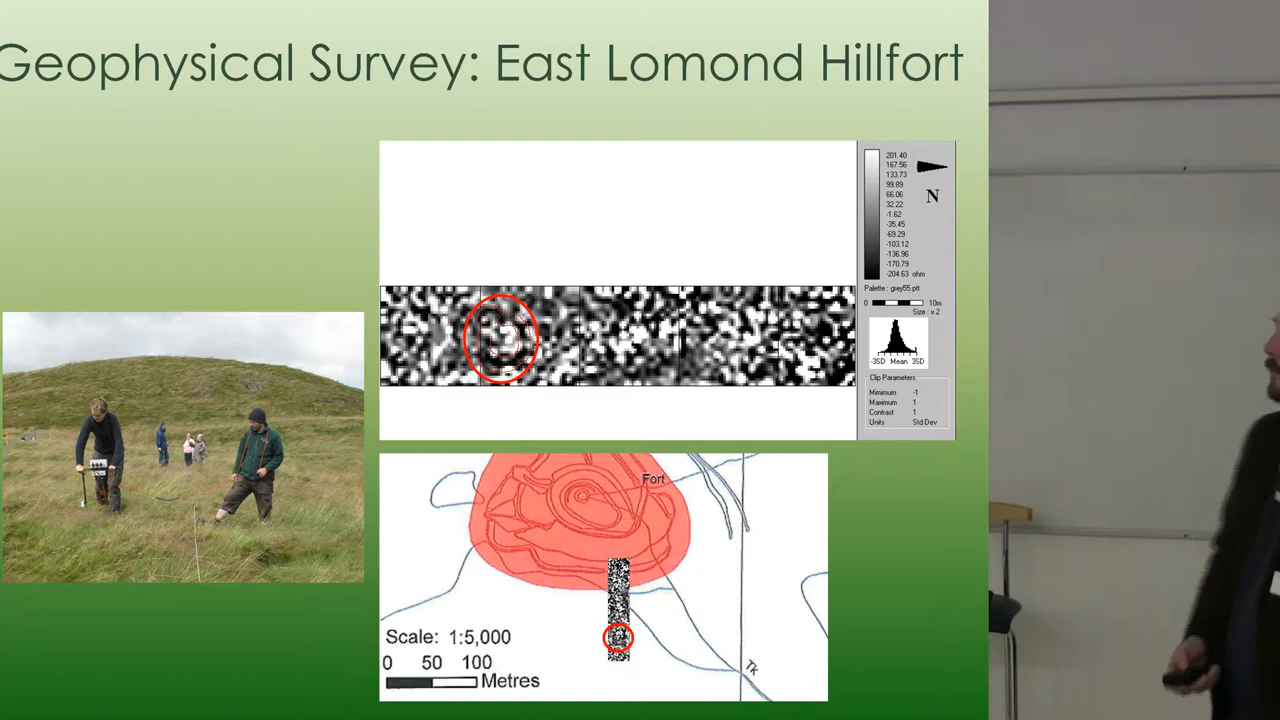 Geophysical Survey: East Lomond Hillfort
201.40
167.56
133.73
99.89
66.06
32.22
-1.62
-35.45
-69.29
-103.12
-136.96
-170.79
-204.63 ohm
N
Palette : grey55.ptt
0 10m
Size : x 2
-3SD Mean 3SD
Clip Parameters
Minimum -1
Maximum 1
Contrast 1
Units Std Dev
Fort
Scale: 1:5,000
0 50 100
Metres
Tk